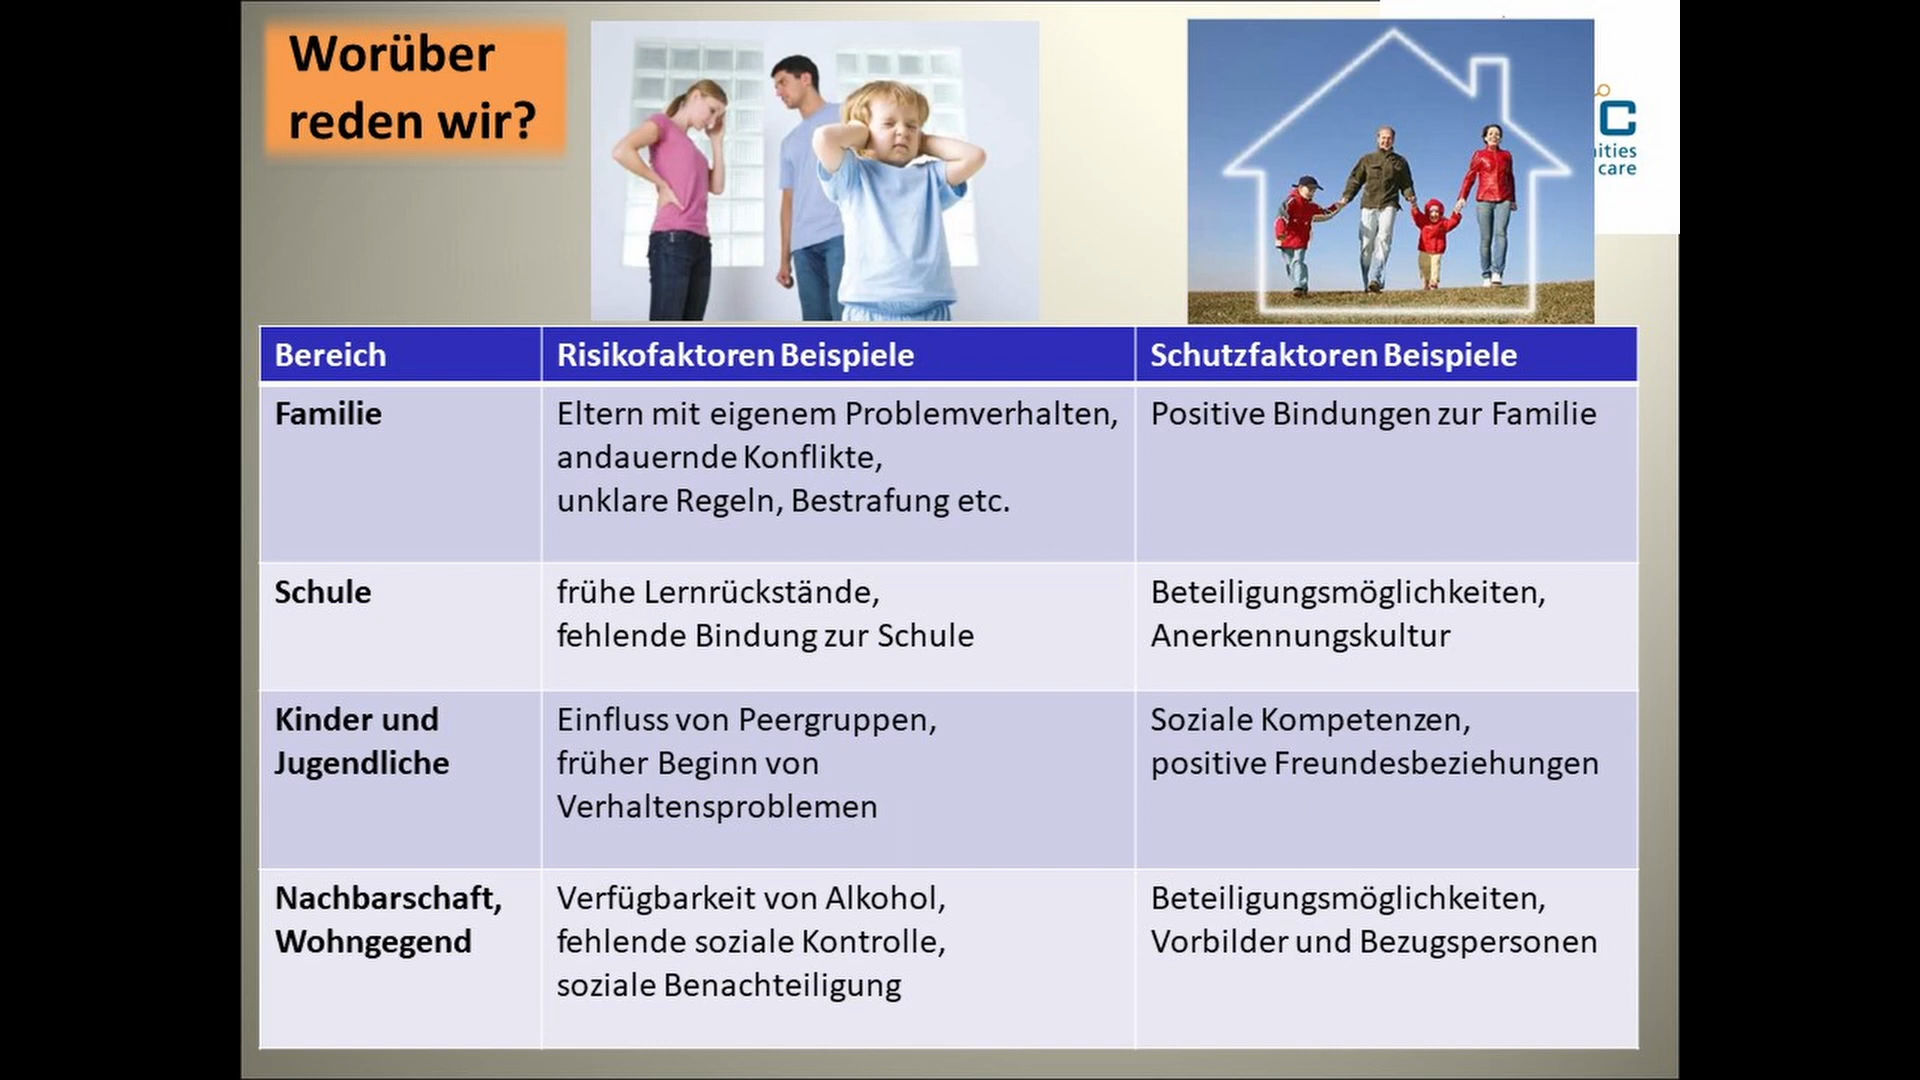 Worüber
reden wir?
C
ities
care
Bereich
Risikofaktoren Beispiele
Schutzfaktoren Beispiele
Familie
Eltern mit eigenem Problemverhalten,
andauernde Konflikte,
unklare Regeln, Bestrafung etc.
Positive Bindungen zur Familie
Schule
frühe Lernrückstände,
fehlende Bindung zur Schule
Beteiligungsmöglichkeiten,
Anerkennungskultur
Kinder und
Jugendliche
Einfluss von Peergruppen,
früher Beginn von
Verhaltensproblemen
Soziale Kompetenzen,
positive Freundesbeziehungen
Nachbarschaft,
Wohngegend
Verfügbarkeit von Alkohol,
fehlende soziale Kontrolle,
soziale Benachteiligung
Beteiligungsmöglichkeiten,
Vorbilder und Bezugspersonen